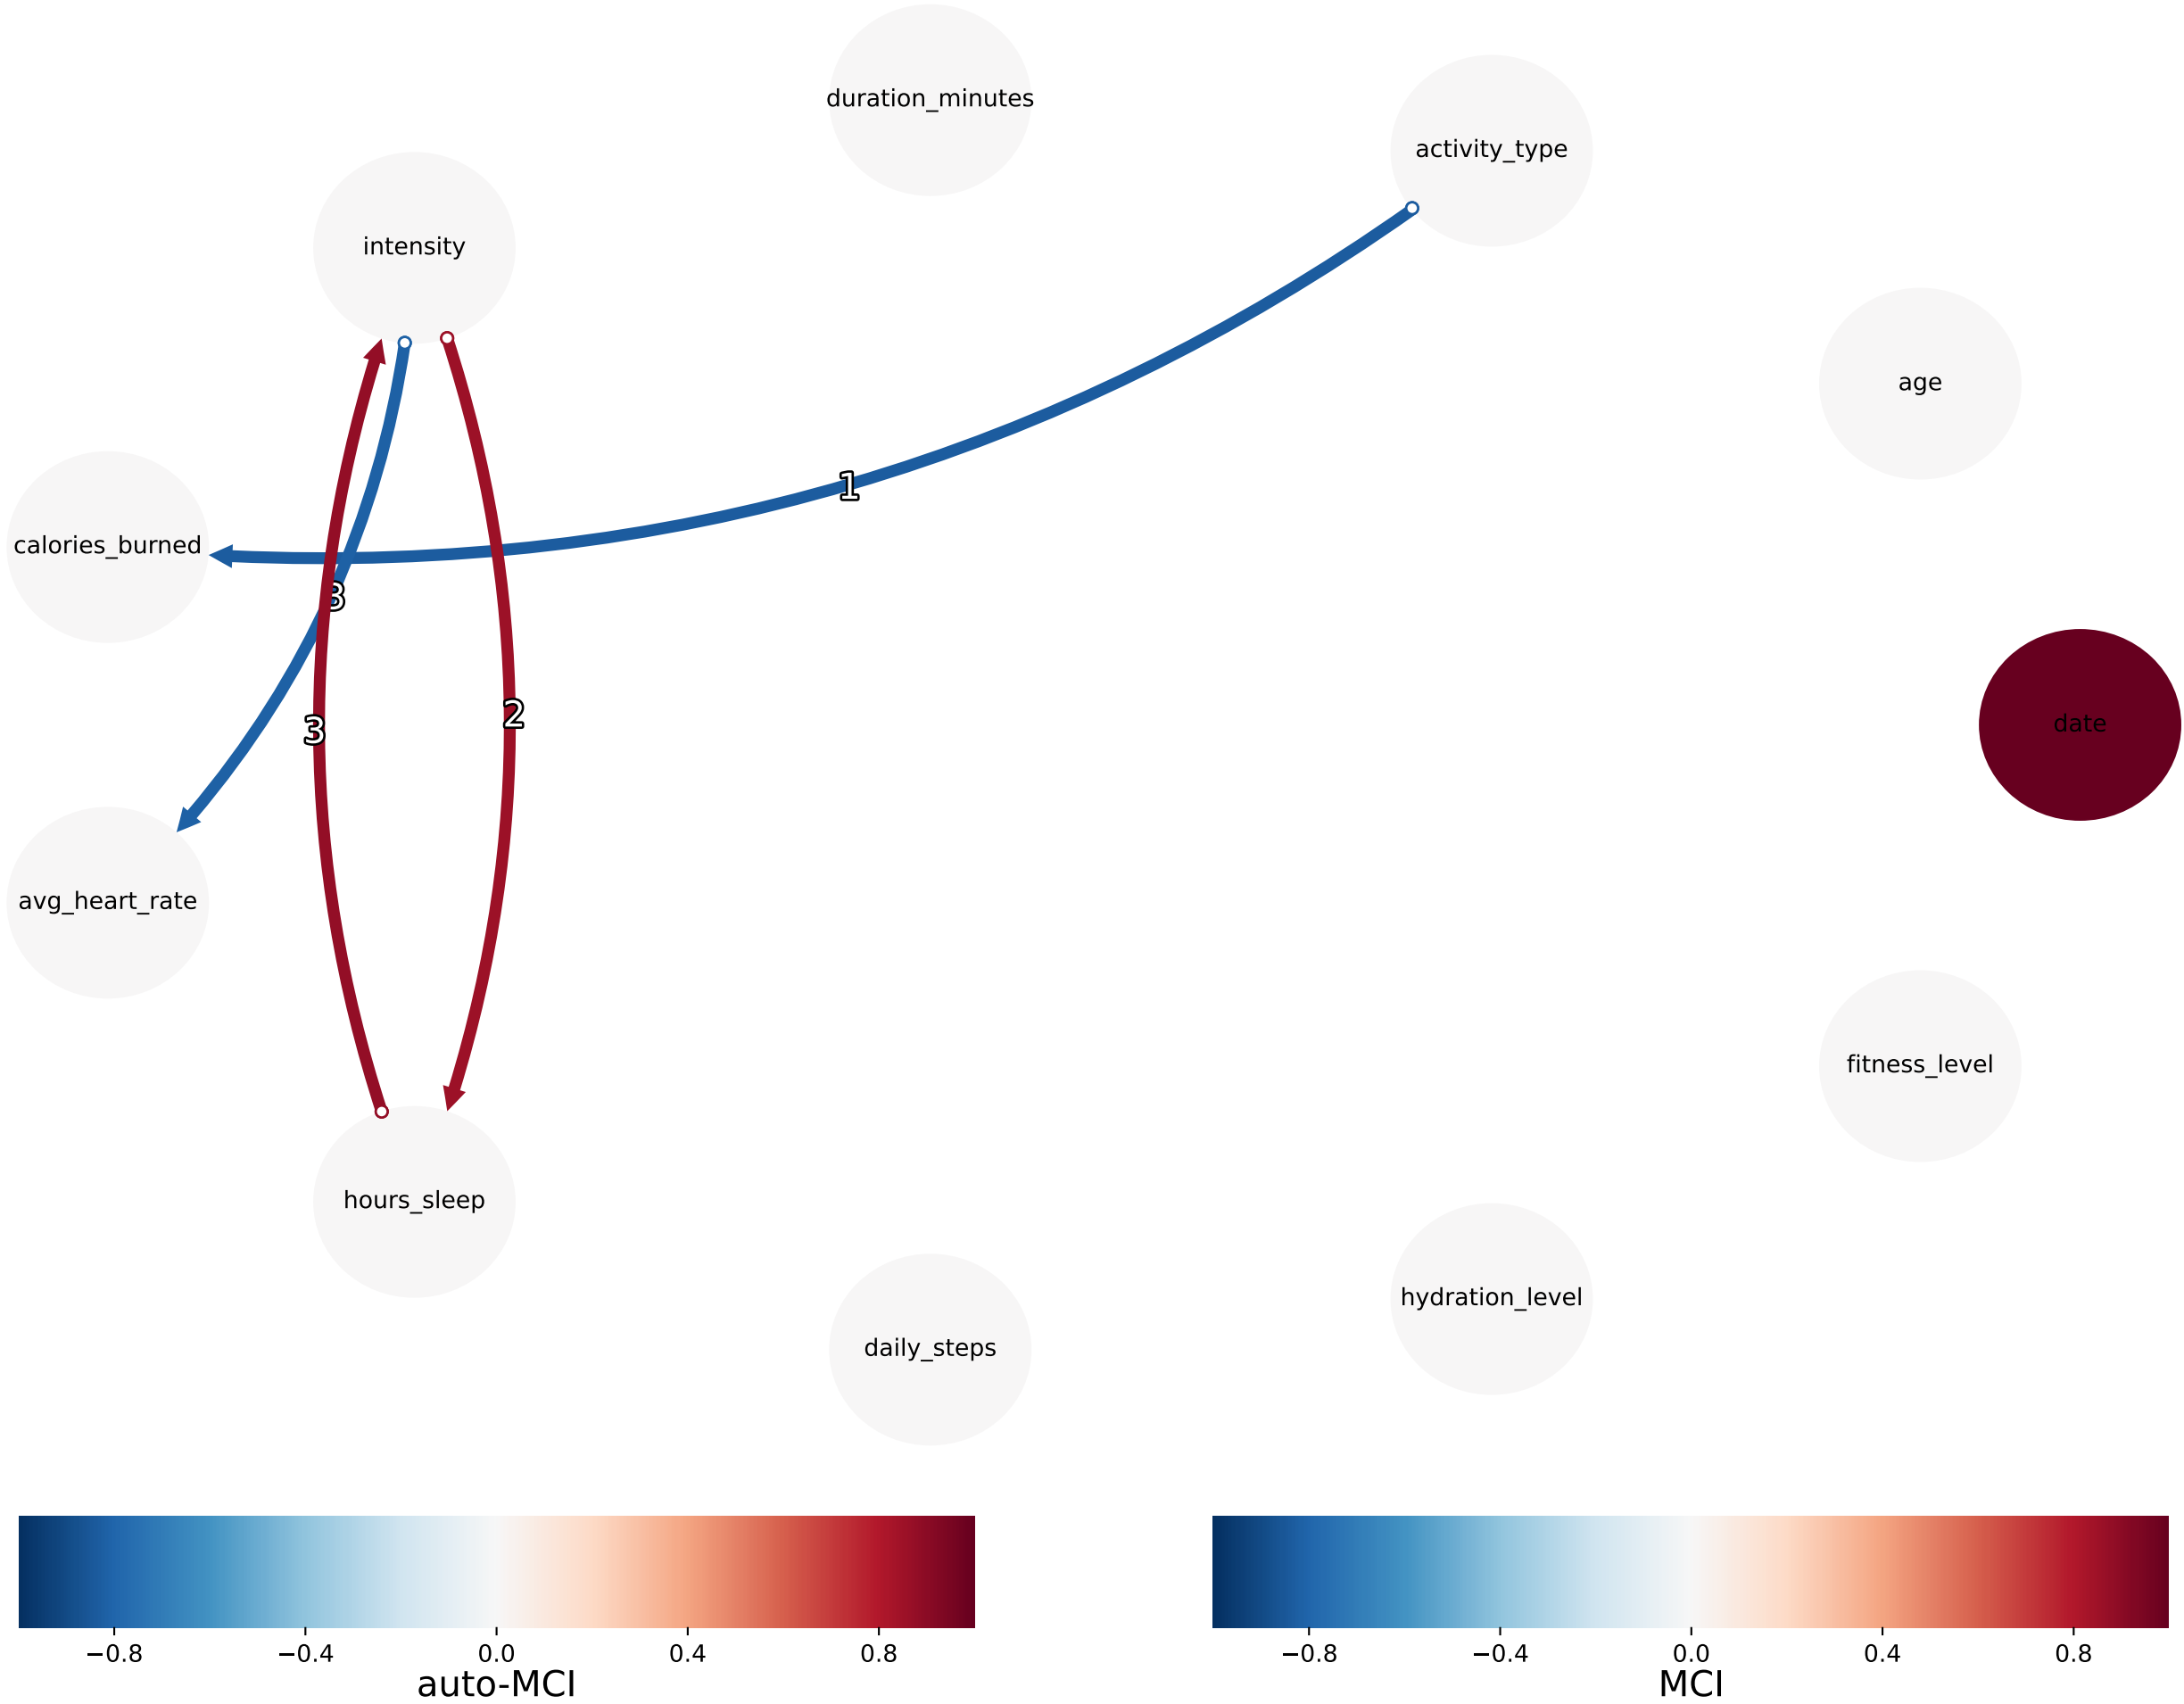 duration_minutes
activity_type
intensity
age
1
calories_burned
3
2
3
date
avg_heart_rate
fitness_level
hours_sleep
hydration_level
daily_steps
−0.8 −0.4 0.0 0.4 0.8
auto-MCI
−0.8 −0.4 0.0 0.4 0.8
MCI